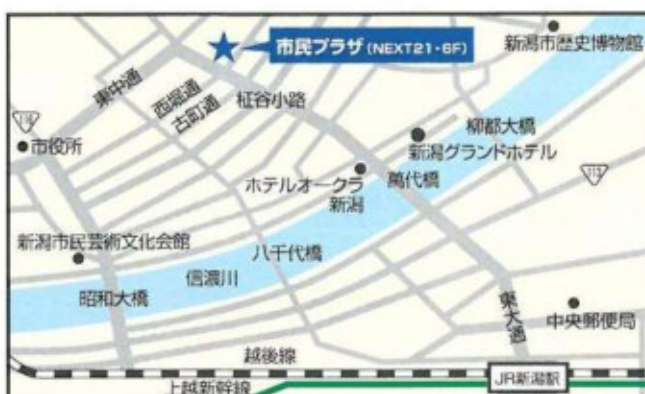 市民プラザ(NEXT21・6F)
新潟市歴史博物館
東中通
西堀通
古町通
柾谷小路
市役所
柳都大橋
新潟グランドホテル
ホテルオークラ
新潟
萬代橋
113
新潟市民芸術文化会館
八千代橋
信濃川
昭和大橋
東大通
中央郵便局
越後線
上越新幹線
JR新潟駅